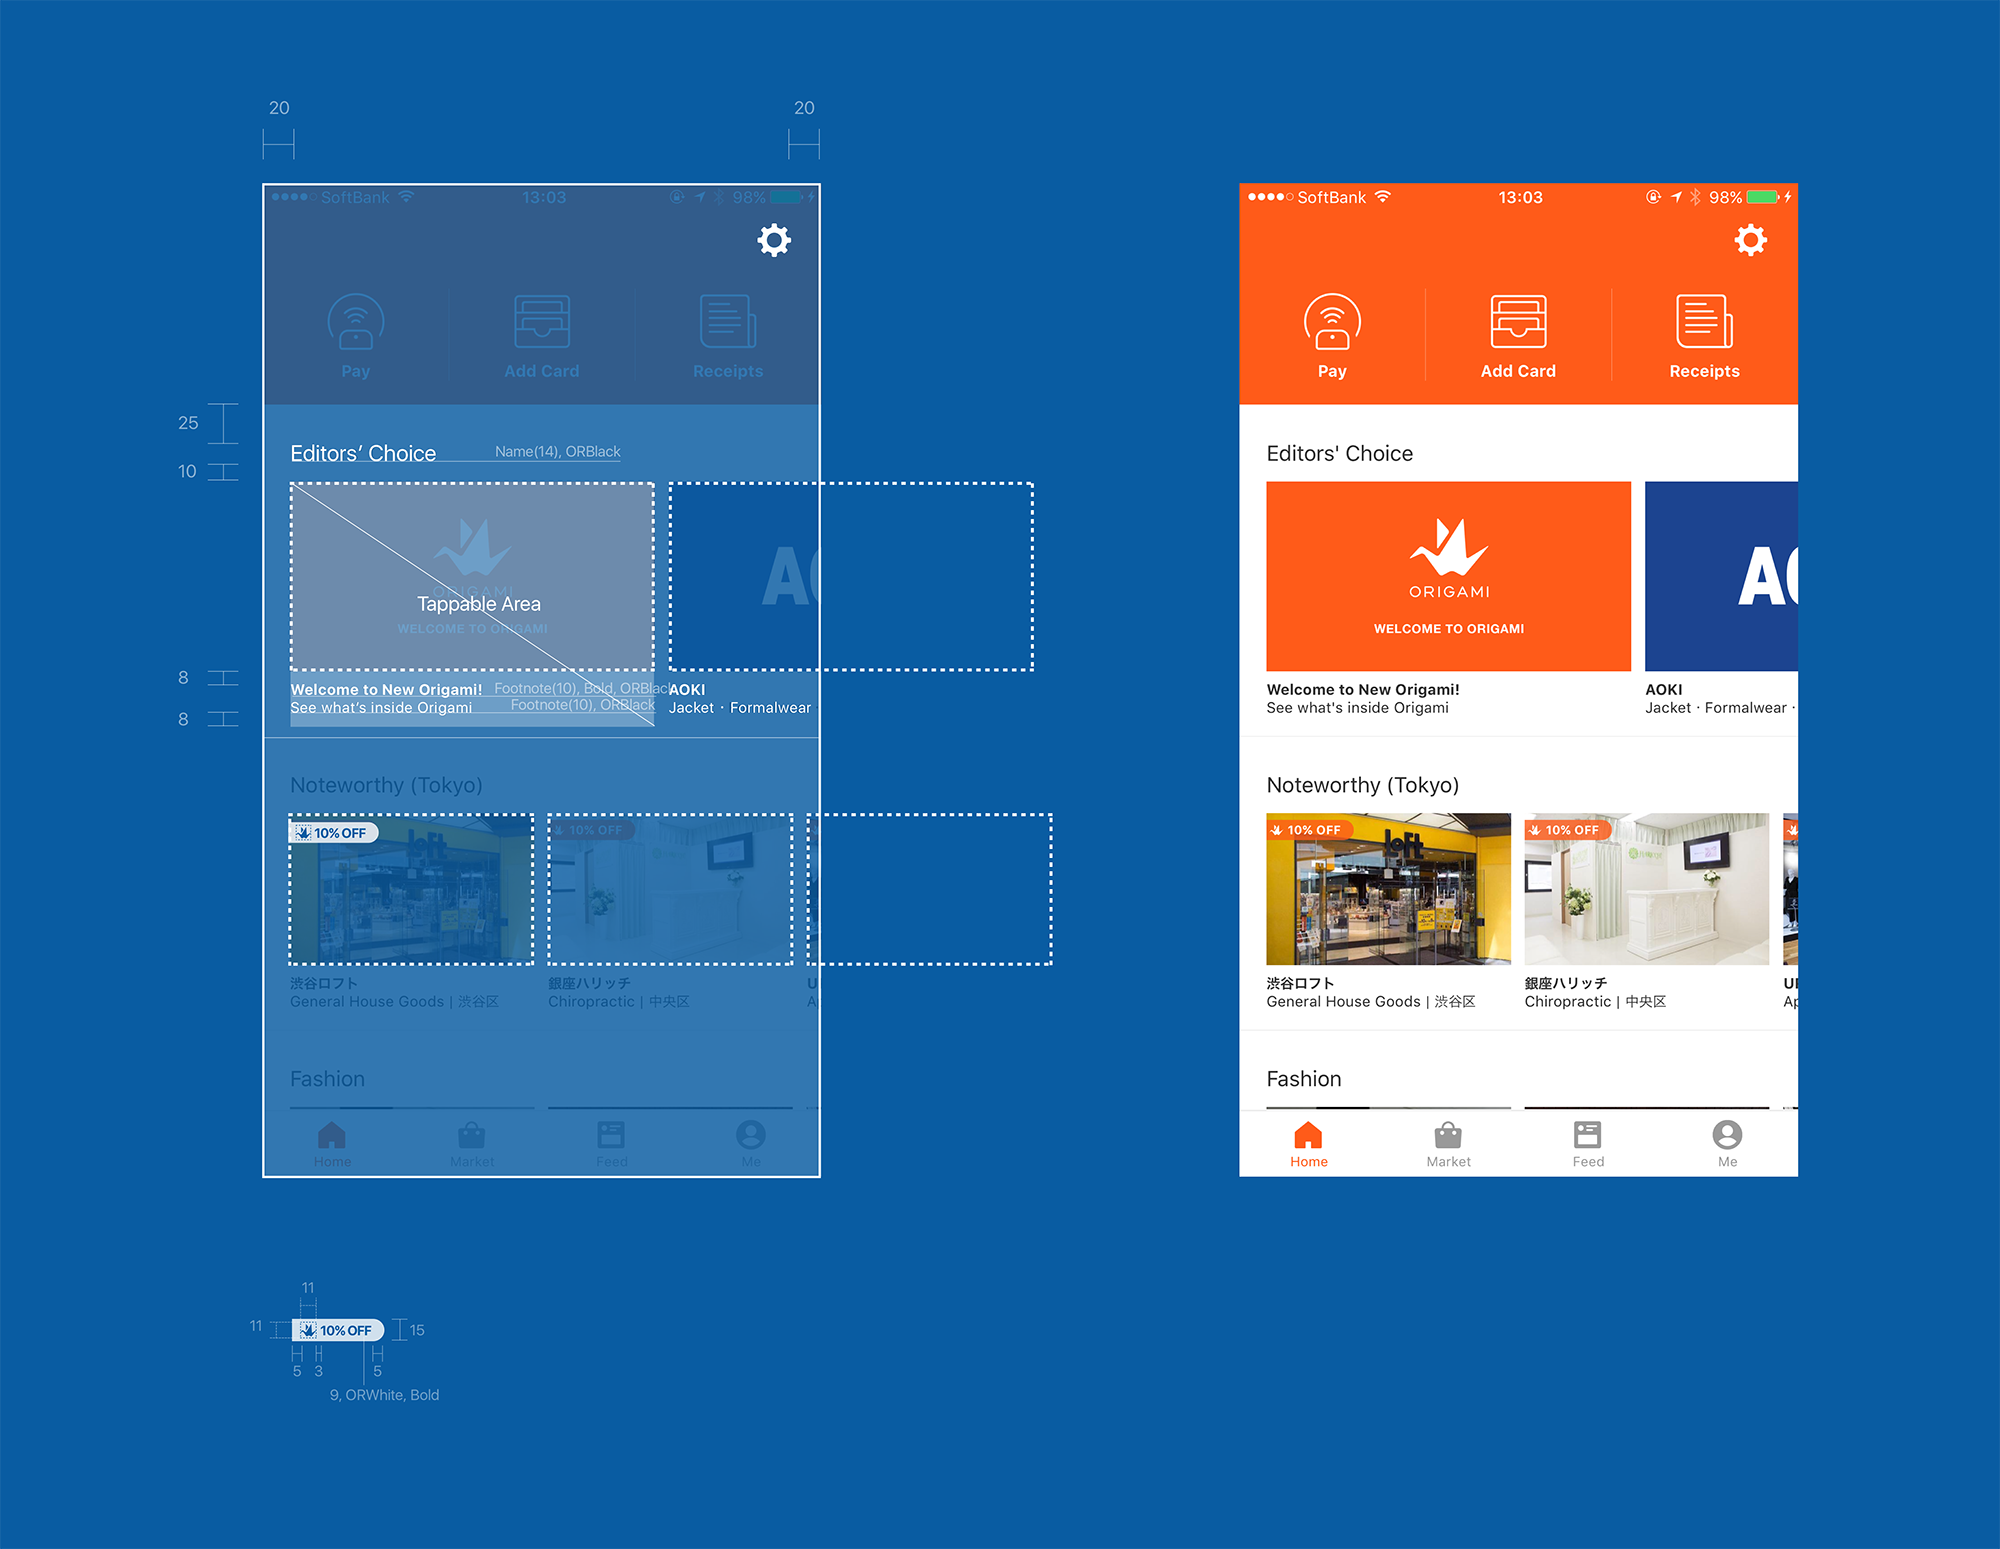 20
20
SoftBank
13:03
98%
Pay
Add Card
Receipts
25
Editors’ Choice
Name(14), ORBlack
10
AO
ORIGAMI
Tappable Area
WELCOME TO ORIGAMI
8
Welcome to New Origami!
Footnote(10), Bold, ORBlack
AOKI
See what’s inside Origami
Footnote(10), ORBlack
Jacket · Formalwear
8
Noteworthy (Tokyo)
10% OFF
10% OFF
LoFt
渋谷ロフト
銀座ハリッチ
U
General House Goods | 渋谷区
Chiropractic | 中央区
A
Fashion
Home
Market
Feed
Me
11
11
10% OFF
15
5
3
5
9, ORWhite, Bold
SoftBank
13:03
98%
Pay
Add Card
Receipts
Editors' Choice
ORIGAMI
AO
WELCOME TO ORIGAMI
Welcome to New Origami!
AOKI
See what's inside Origami
Jacket · Formalwear ·
Noteworthy (Tokyo)
10% OFF
10% OFF
LoFt
渋谷ロフト
銀座ハリッチ
U
General House Goods | 渋谷区
Chiropractic | 中央区
Ap
Fashion
Home
Market
Feed
Me